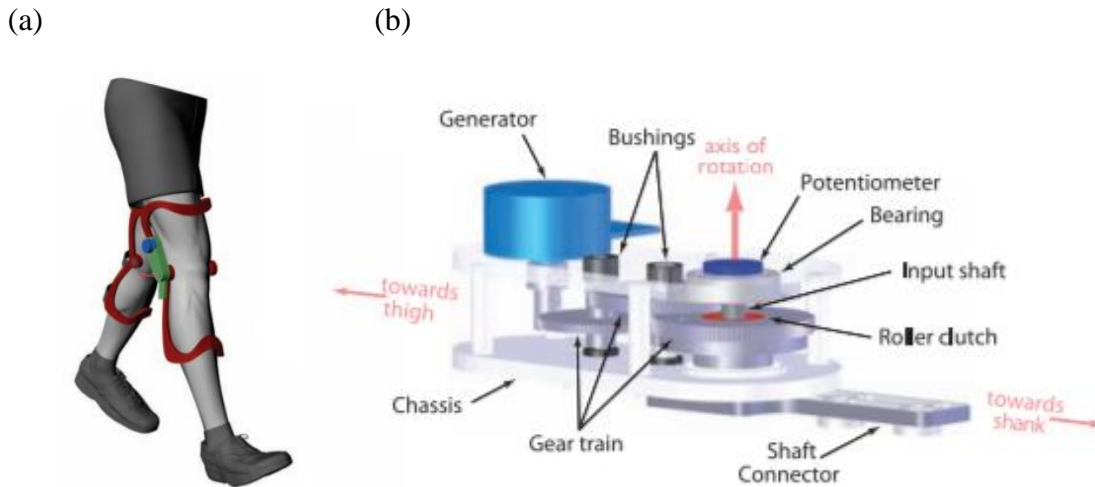 (a)
(b)
Generator
Bushings
axis of
rotation
Potentiometer
Bearing
Input shaft
Roller clutch
towards
thigh
Chassis
Gear train
Shaft
Connector
towards
shank